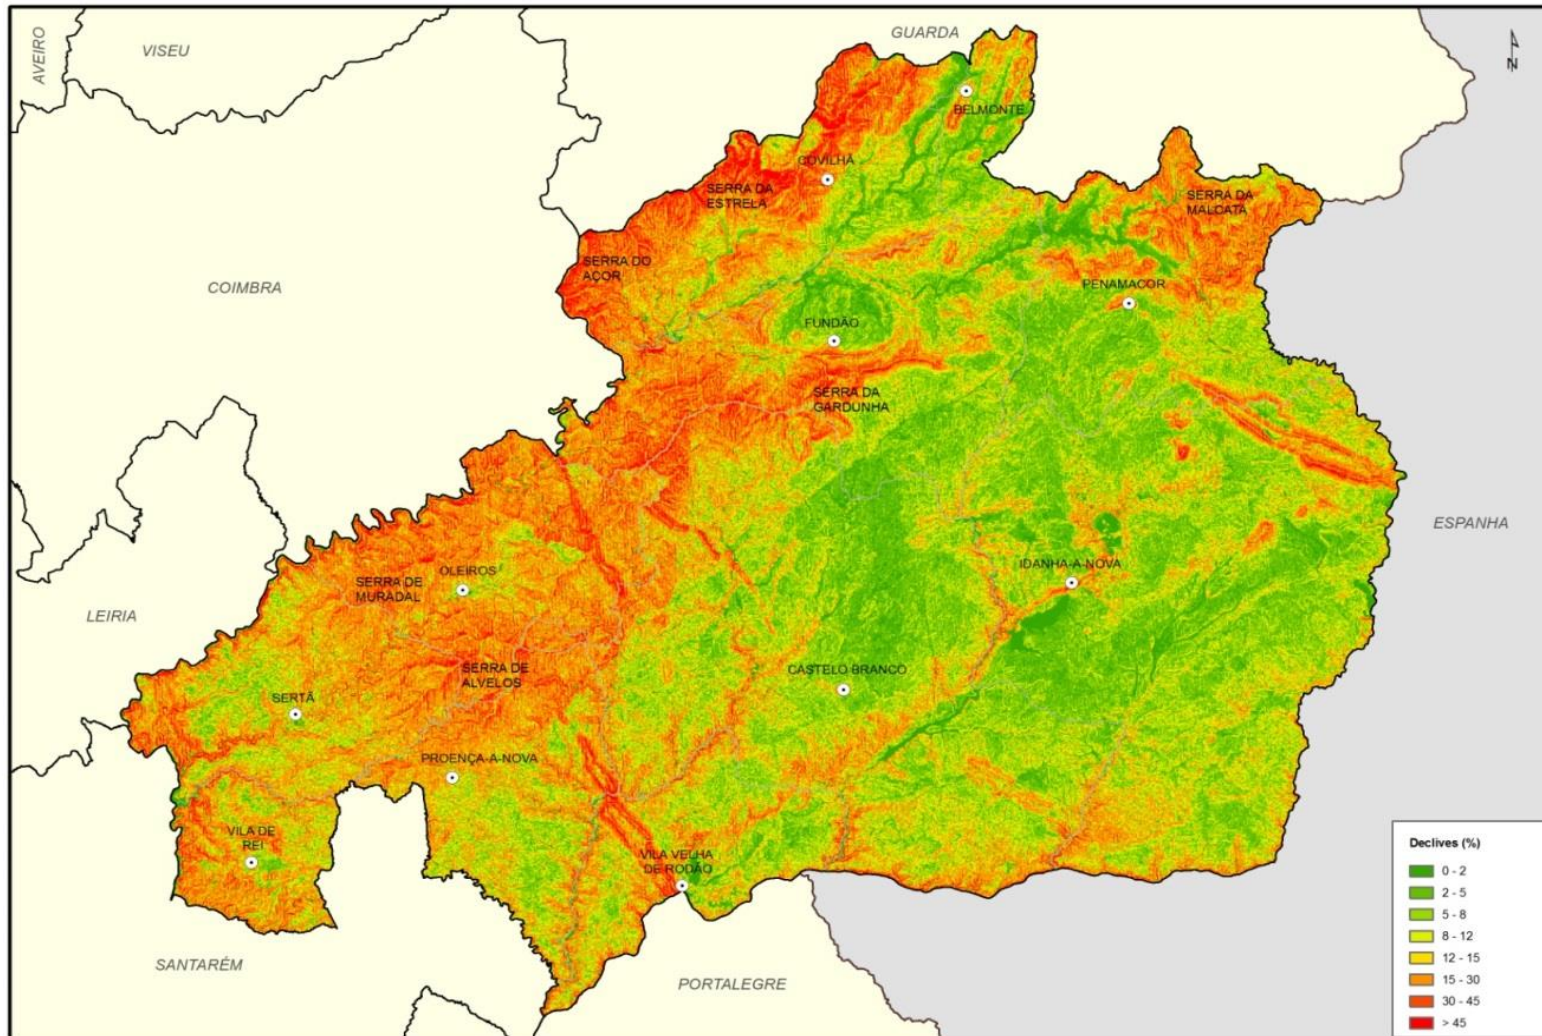 AVEIRO
VISEU
GUARDA
N
BELMONTE
COVILHÃ
SERRA DA
ESTRELA
SERRA DA
MALCATA
SERRA DO
AÇOR
COIMBRA
PENAMACOR
FUNDÃO
SERRA DA
GARDUNHA
ESPANHA
IDANHA-A-NOVA
OLEIROS
SERRA DE
MURADAL
LEIRIA
SERRA DE
ALVELOS
CASTELO BRANCO
SERTÃ
PROENÇA-A-NOVA
VILA DE
REI
VILA VELHA
DE RODÃO
SANTARÉM
PORTALEGRE
Declives (%)
0 - 2
2 - 5
5 - 8
8 - 12
12 - 15
15 - 30
30 - 45
> 45